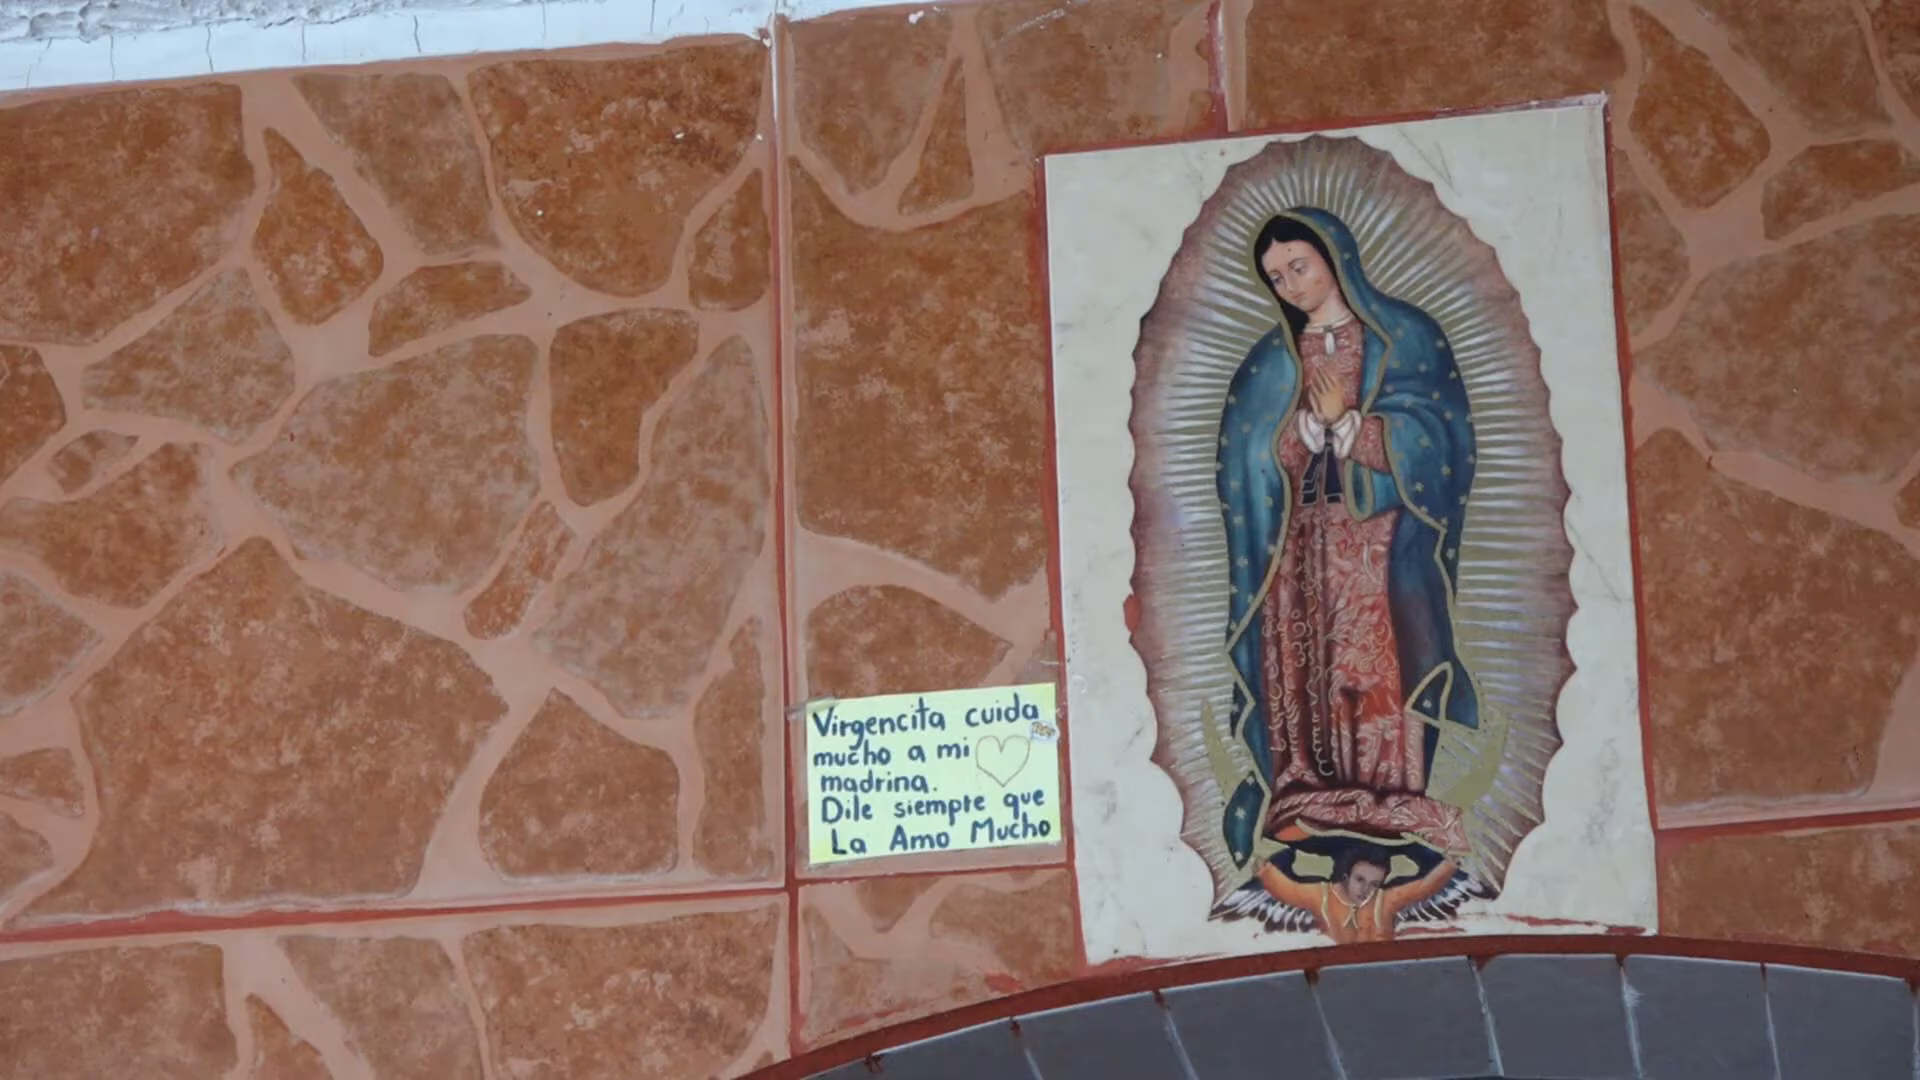 Virgencita cuida
mucho a mi
madrina.
Dile siempre que
La Amo Mucho